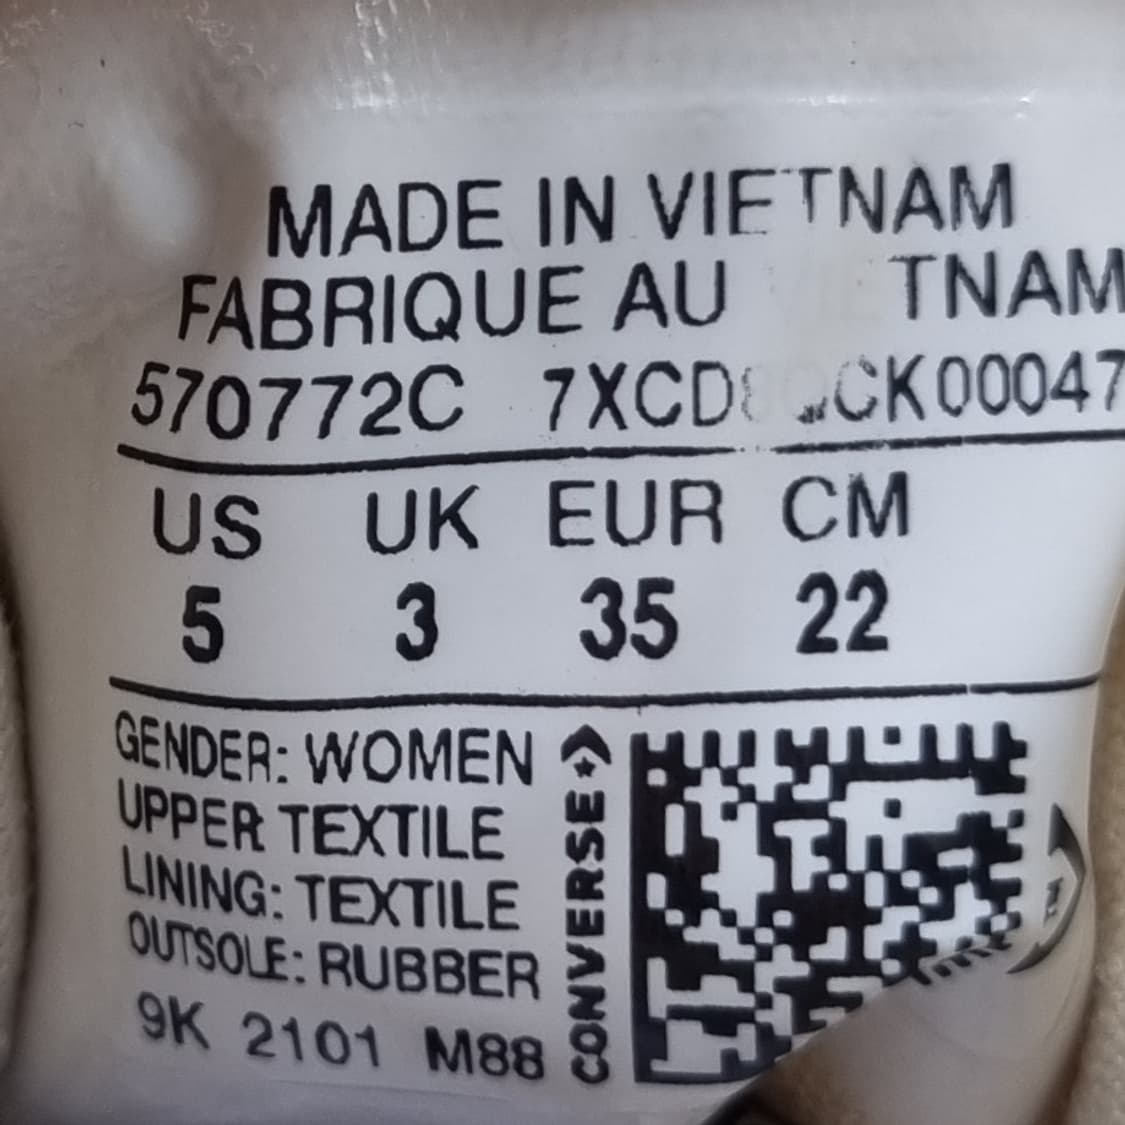 MADE IN VIETNAM
FABRIQUE AU
570772C
US UK EUR CM
5 3 35 22
GENDER: WOMEN
UPPER TEXTILE
LINING: TEXTILE
OUTSOLE: RUBBER
9K 2101 M88
CONVERSE